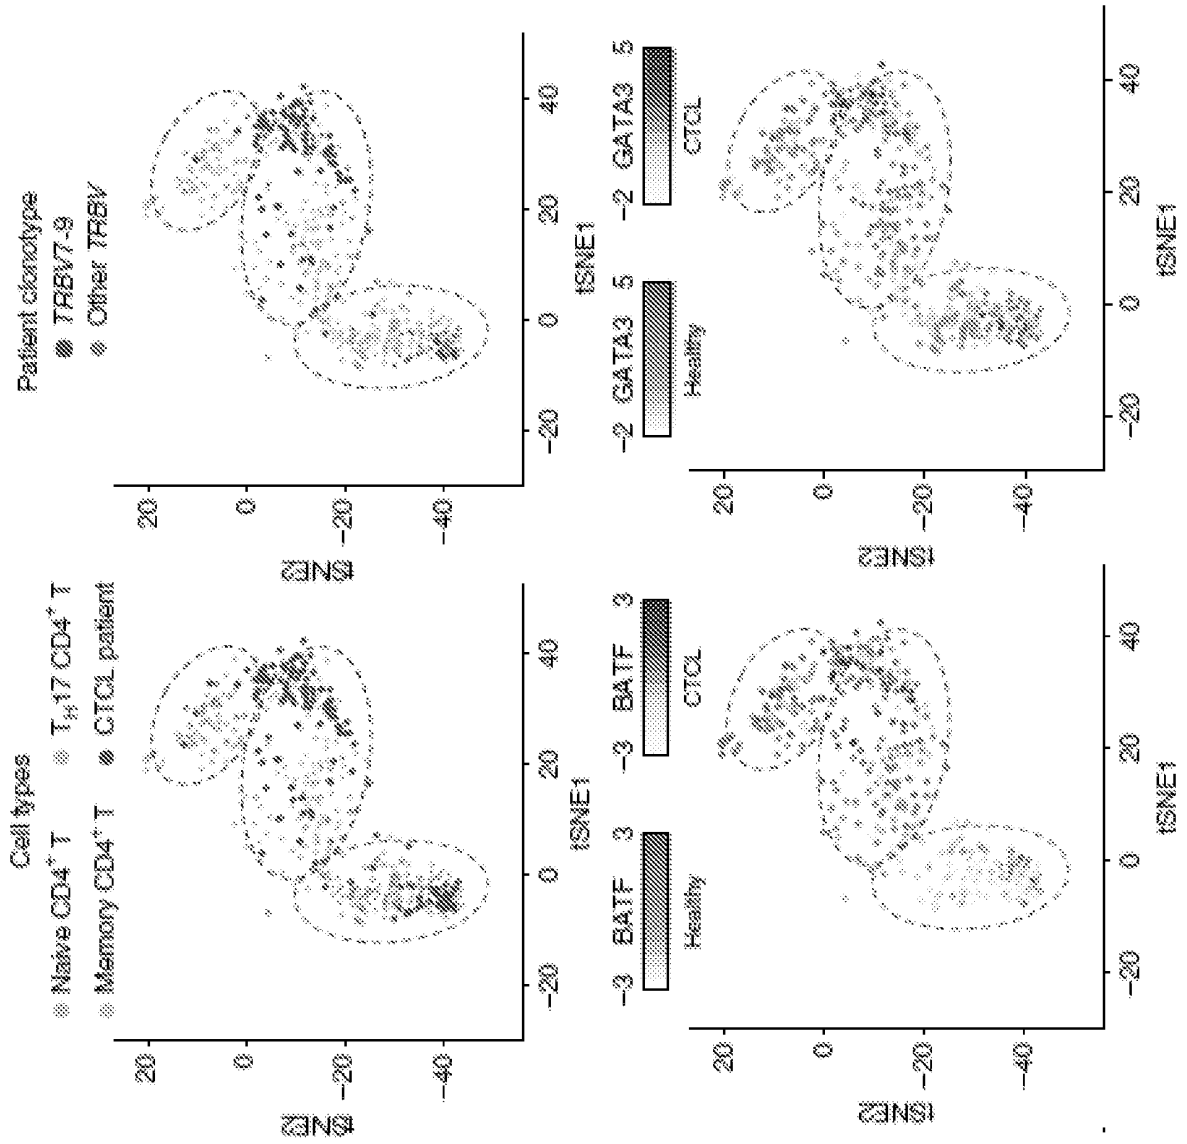 Cell types
Naive CD4+ T
TH17 CD4+ T
Memory CD4+ T
CTCL patient
20
0
−20
−40
tSNE2
−20
0
20
40
tSNE1
Patient clonotype
TRBV7-9
Other TRBV
20
0
−20
−40
tSNE2
−20
0
20
40
tSNE1
−3 BATF 3
Healthy
−3 BATF 3
CTCL
20
0
−20
−40
tSNE2
−20
0
20
40
tSNE1
−2 GATA3 5
Healthy
−2 GATA3 5
CTCL
20
0
−20
−40
tSNE2
−20
0
20
40
tSNE1